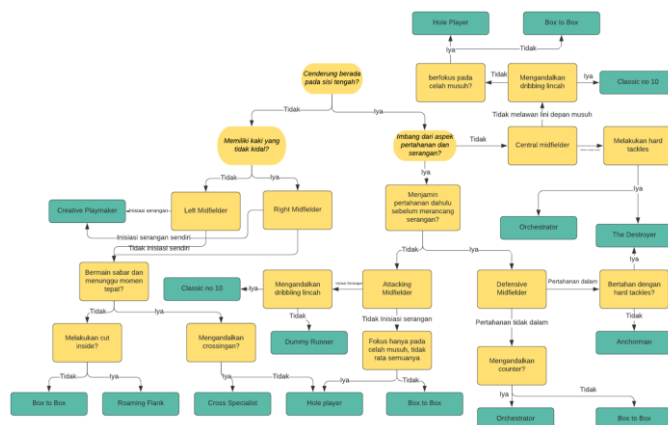 Hole Player
Box to Box
Iya
Tidak
Cenderung berada
pada sisi tengah?
berfokus pada
celah musuh?
Tidak
Mengandalkan
dribbling lincah
Iya
Classic no 10
Tidak
Iya
Tidak melawan lini depan musuh
Memiliki kaki yang
tidak kidal?
Imbang dari aspek
pertahanan dan
serangan?
Tidak
Central midfielder
Melakukan hard
tackles
Tidak
Iya
Iya
Creative Playmaker
Inisiasi serangan
Left Midfielder
Right Midfielder
Menjamin
pertahanan dahulu
sebelum merancang
serangan?
Iya
Orchestrator
The Destroyer
Inisiasi serangan sendiri
Tidak Inisiasi sendiri
Tidak
Iya
Iya
Bermain sabar dan
menunggu momen
tepat?
Classic no 10
Iya
Mengandalkan
dribbling lincah
Attacking
Midfielder
Defensive
Midfielder
Pertahanan dalam
Bertahan dengan
hard tackles?
Tidak
Iya
Tidak
Tidak Inisiasi serangan
Pertahanan tidak dalam
Tidak
Melakukan cut
inside?
Mengandalkan
crossingan?
Dummy Runner
Fokus hanya pada
celah musuh, tidak
rata semuanya
Anchorman
Mengandalkan
counter?
Tidak
Iya
Iya
Tidak
Iya
Tidak
Iya
Tidak
Box to Box
Roaming Flank
Cross Specialist
Hole player
Box to Box
Orchestrator
Box to Box